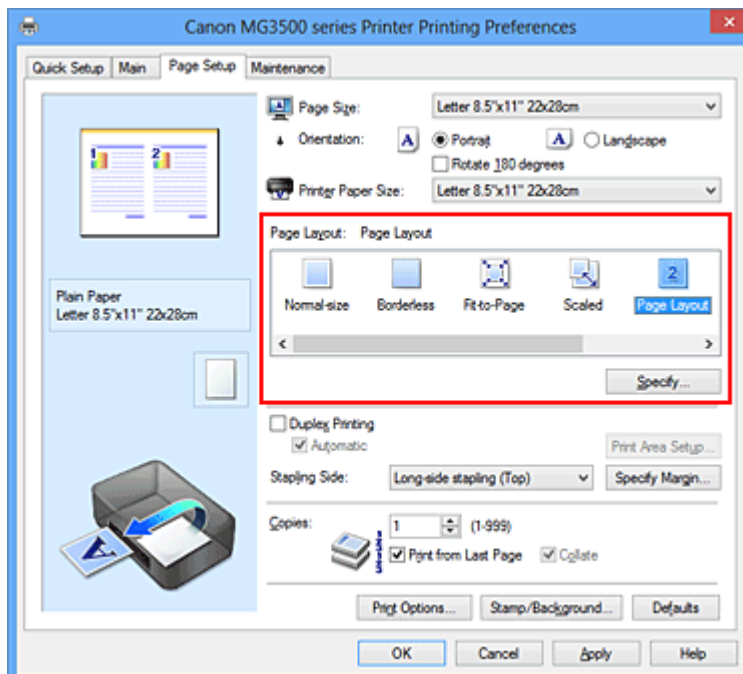 Canon MG3500 series Printer Printing Preferences
Quick Setup Main Page Setup Maintenance
1 2
Plain Paper
Letter 8.5"x11" 22x28cm
Page Size: Letter 8.5"x11" 22x28cm
Orientation: A Portrait A Landscape
Rotate 180 degrees
Printer Paper Size: Letter 8.5"x11" 22x28cm
Page Layout: Page Layout
2
Normal-size Borderless Fit-to-Page Scaled Page Layout
Specify...
Duplex Printing
Automatic Print Area Setup...
Stapling Side: Long-side stapling (Top) Specify Margin...
Copies: 1 (1-999)
Print from Last Page Collate
A
Print Options... Stamp/Background... Defaults
OK Cancel Apply Help